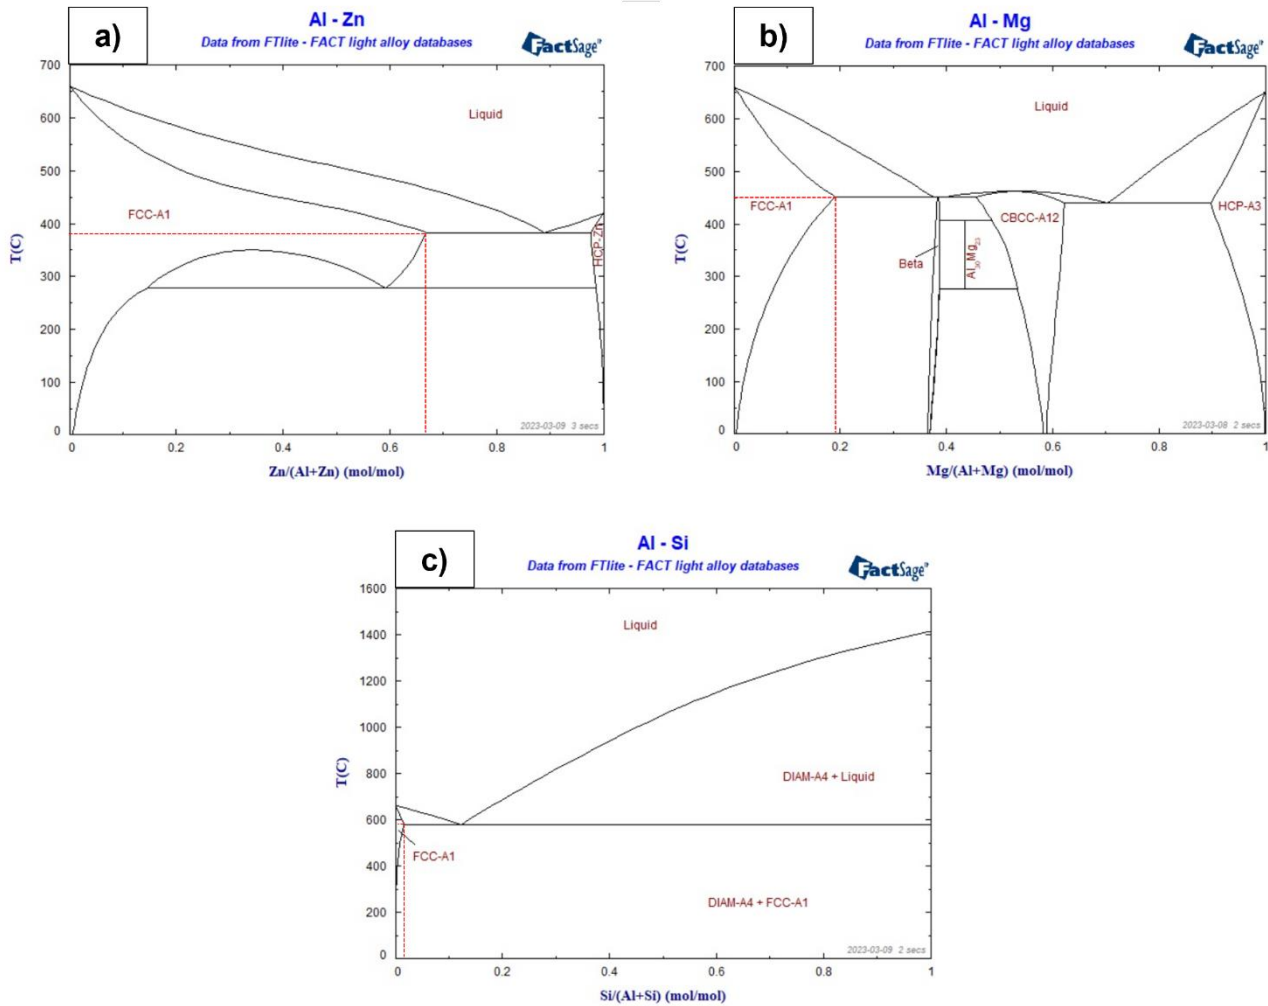 a)
Al - Zn
Data from FTlite - FACT light alloy databases
FactSage®
T(C)
700
600
500
400
300
200
100
0
Liquid
FCC-A1
HCP-Zn
2023-03-09 3 secs
0 0.2 0.4 0.6 0.8 1
Zn/(Al+Zn) (mol/mol)
b)
Al - Mg
Data from FTlite - FACT light alloy databases
FactSage®
T(C)
700
600
500
400
300
200
100
0
Liquid
FCC-A1
CBCC-A12
HCP-A3
Beta
Al30Mg23
2023-03-08 2 secs
0 0.2 0.4 0.6 0.8 1
Mg/(Al+Mg) (mol/mol)
c)
Al - Si
Data from FTlite - FACT light alloy databases
FactSage®
T(C)
1600
1400
1200
1000
800
600
400
200
0
Liquid
DIAM-A4 + Liquid
FCC-A1
DIAM-A4 + FCC-A1
2023-03-09 2 secs
0 0.2 0.4 0.6 0.8 1
Si/(Al+Si) (mol/mol)